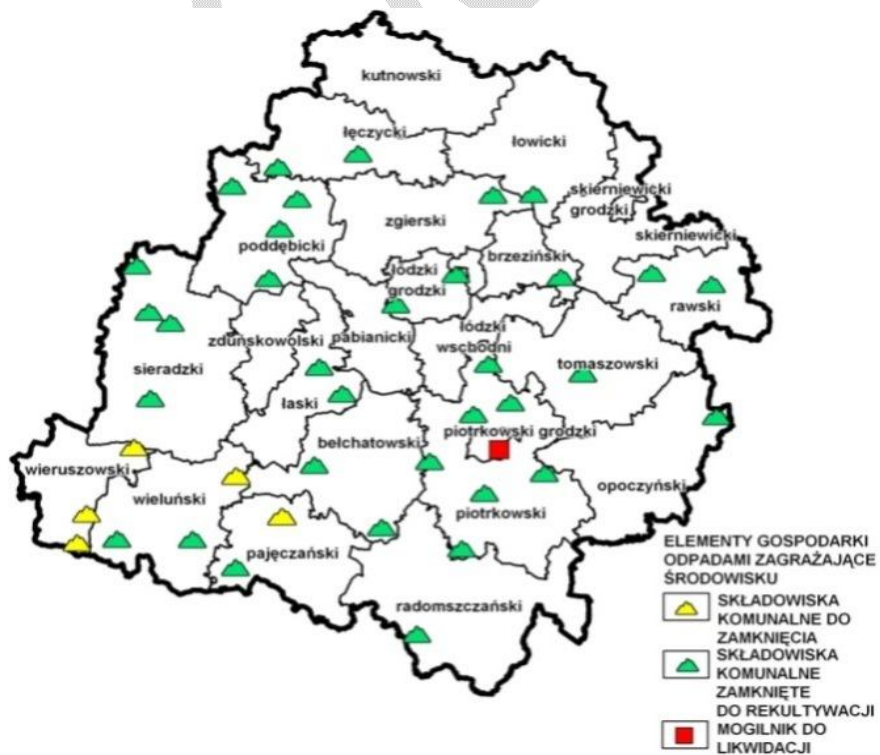 kutnowski
łęczycki
łowicki
skierniewicki
grodzki
zgierski
skierniewicki
poddębicki
brzeziński
łódzki
grodzki
rawski
łódzki
wschodni
zduńskowolski
pabianicki
tomaszowski
sieradzki
łaski
bełchatowski
piotrkowski grodzki
wieruszowski
wieluński
opoczyński
piotrkowski
pajęczański
radomszczański
ELEMENTY GOSPODARKI
ODPADAMI ZAGRAŻAJĄCE
ŚRODOWISKU
SKŁADOWISKA
KOMUNALNE DO
ZAMKNIĘCIA
SKŁADOWISKA
KOMUNALNE
ZAMKNIĘTE
DO REKULTYWACJI
MOGILNIK DO
LIKWIDACJI